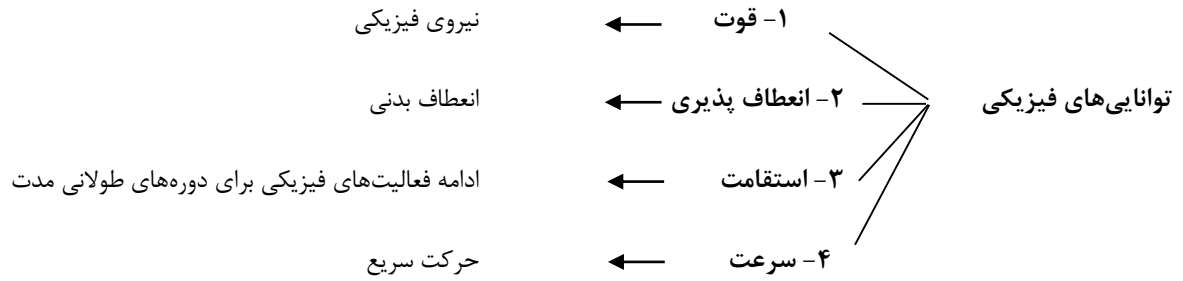 توانایی‌های فیزیکی
۱- قوت
نیروی فیزیکی
۲- انعطاف پذیری
انعطاف بدنی
۳- استقامت
ادامه فعالیت‌های فیزیکی برای دوره‌های طولانی مدت
۴- سرعت
حرکت سریع